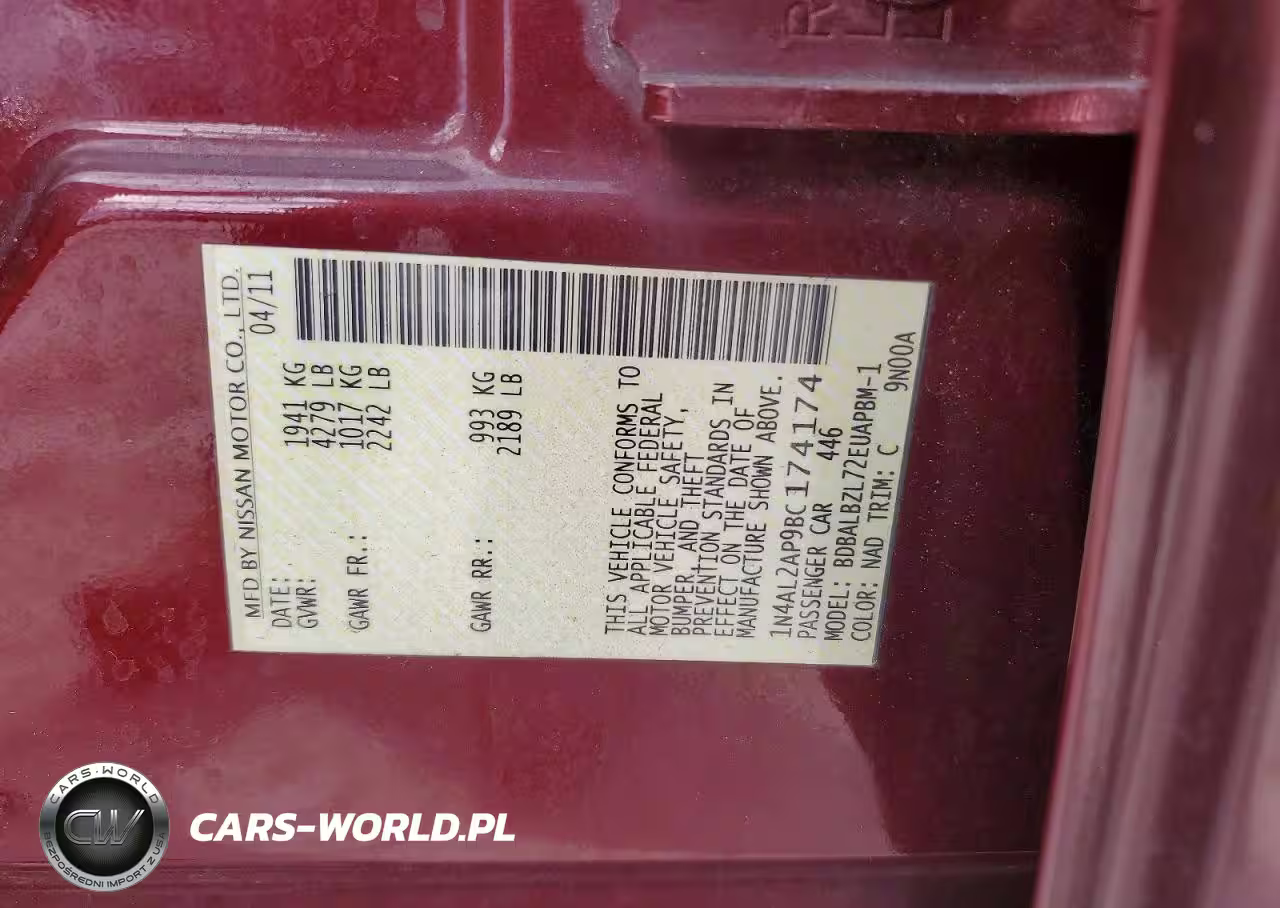 MFD BY NISSAN MOTOR CO., LTD.
DATE: 04/11
GVWR: 1941 KG
4279 LB
GAWR FR.: 1017 KG
2242 LB
GAWR RR.: 993 KG
2189 LB
THIS VEHICLE CONFORMS TO
ALL APPLICABLE FEDERAL
MOTOR VEHICLE SAFETY,
BUMPER, AND THEFT
PREVENTION STANDARDS IN
EFFECT ON THE DATE OF
MANUFACTURE SHOWN ABOVE.
1N4AL2AP9BC174174
PASSENGER CAR 446
MODEL: BDBALBZL72EUAPBM-1
COLOR: NAD TRIM: C 9N00A
CARS-WORLD
CW
BEZPOŚREDNI IMPORT Z USA
CARS-WORLD.PL